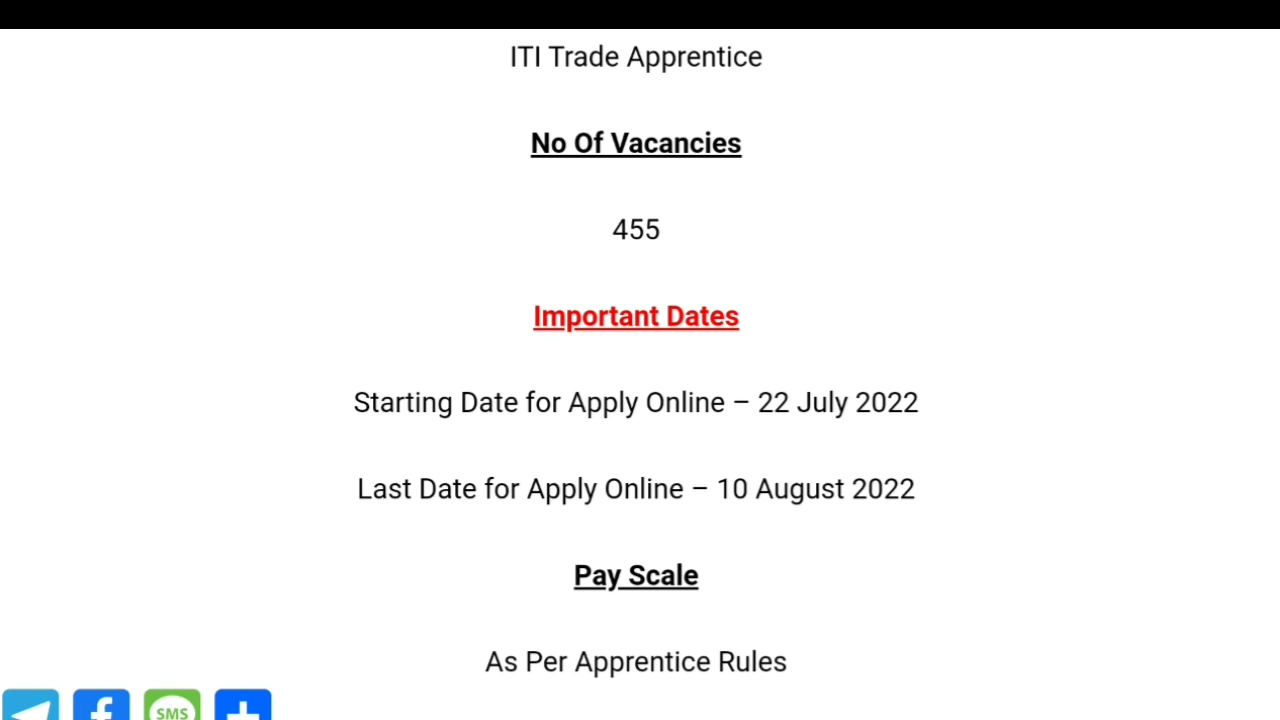 ITI Trade Apprentice
No Of Vacancies
455
Important Dates
Starting Date for Apply Online – 22 July 2022
Last Date for Apply Online – 10 August 2022
Pay Scale
As Per Apprentice Rules
SMS